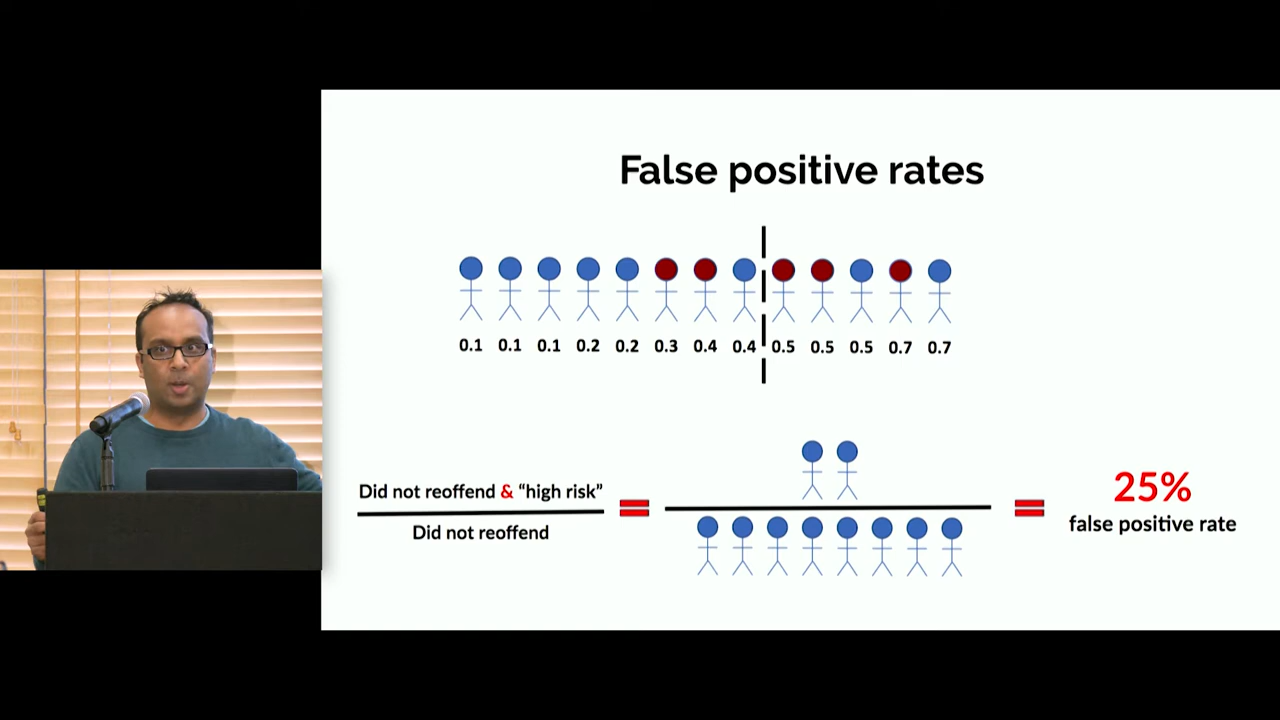 False positive rates
0.1 0.1 0.1 0.2 0.2 0.3 0.4 0.4 0.5 0.5 0.5 0.7 0.7
Did not reoffend & “high risk”
Did not reoffend
=
=
25%
false positive rate